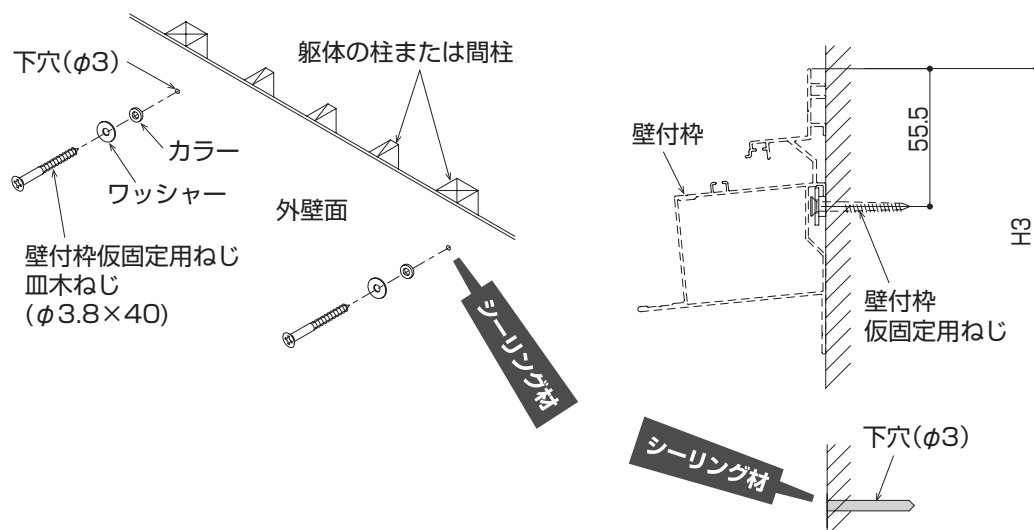 躯体の柱または間柱
下穴(φ3)
カラー
ワッシャー
外壁面
壁付枠仮固定用ねじ
皿木ねじ
(φ3.8×40)
シーリング材
壁付枠
55.5
H3
壁付枠
仮固定用ねじ
シーリング材
下穴(φ3)